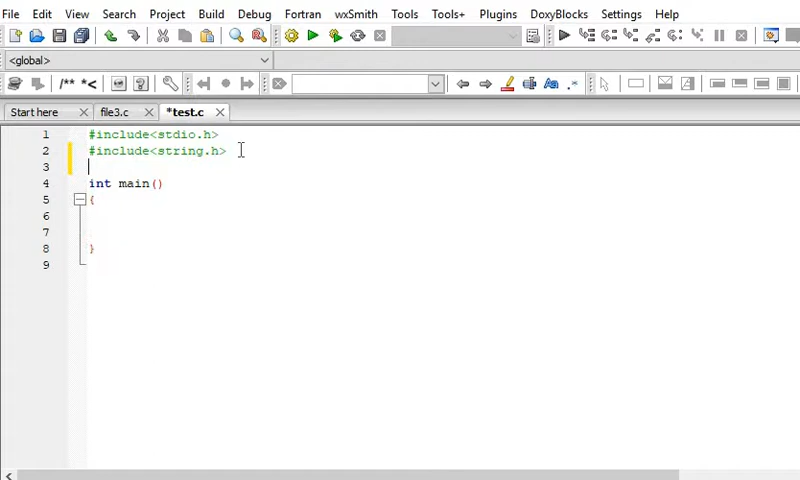 File Edit View Search Project Build Debug Fortran wxSmith Tools Tools+ Plugins DoxyBlocks Settings Help
<global>
/** *< Aa .*
Start here file3.c *test.c
1 #include<stdio.h>
2 #include<string.h>
3
4 int main()
5 {
6
7
8 }
9